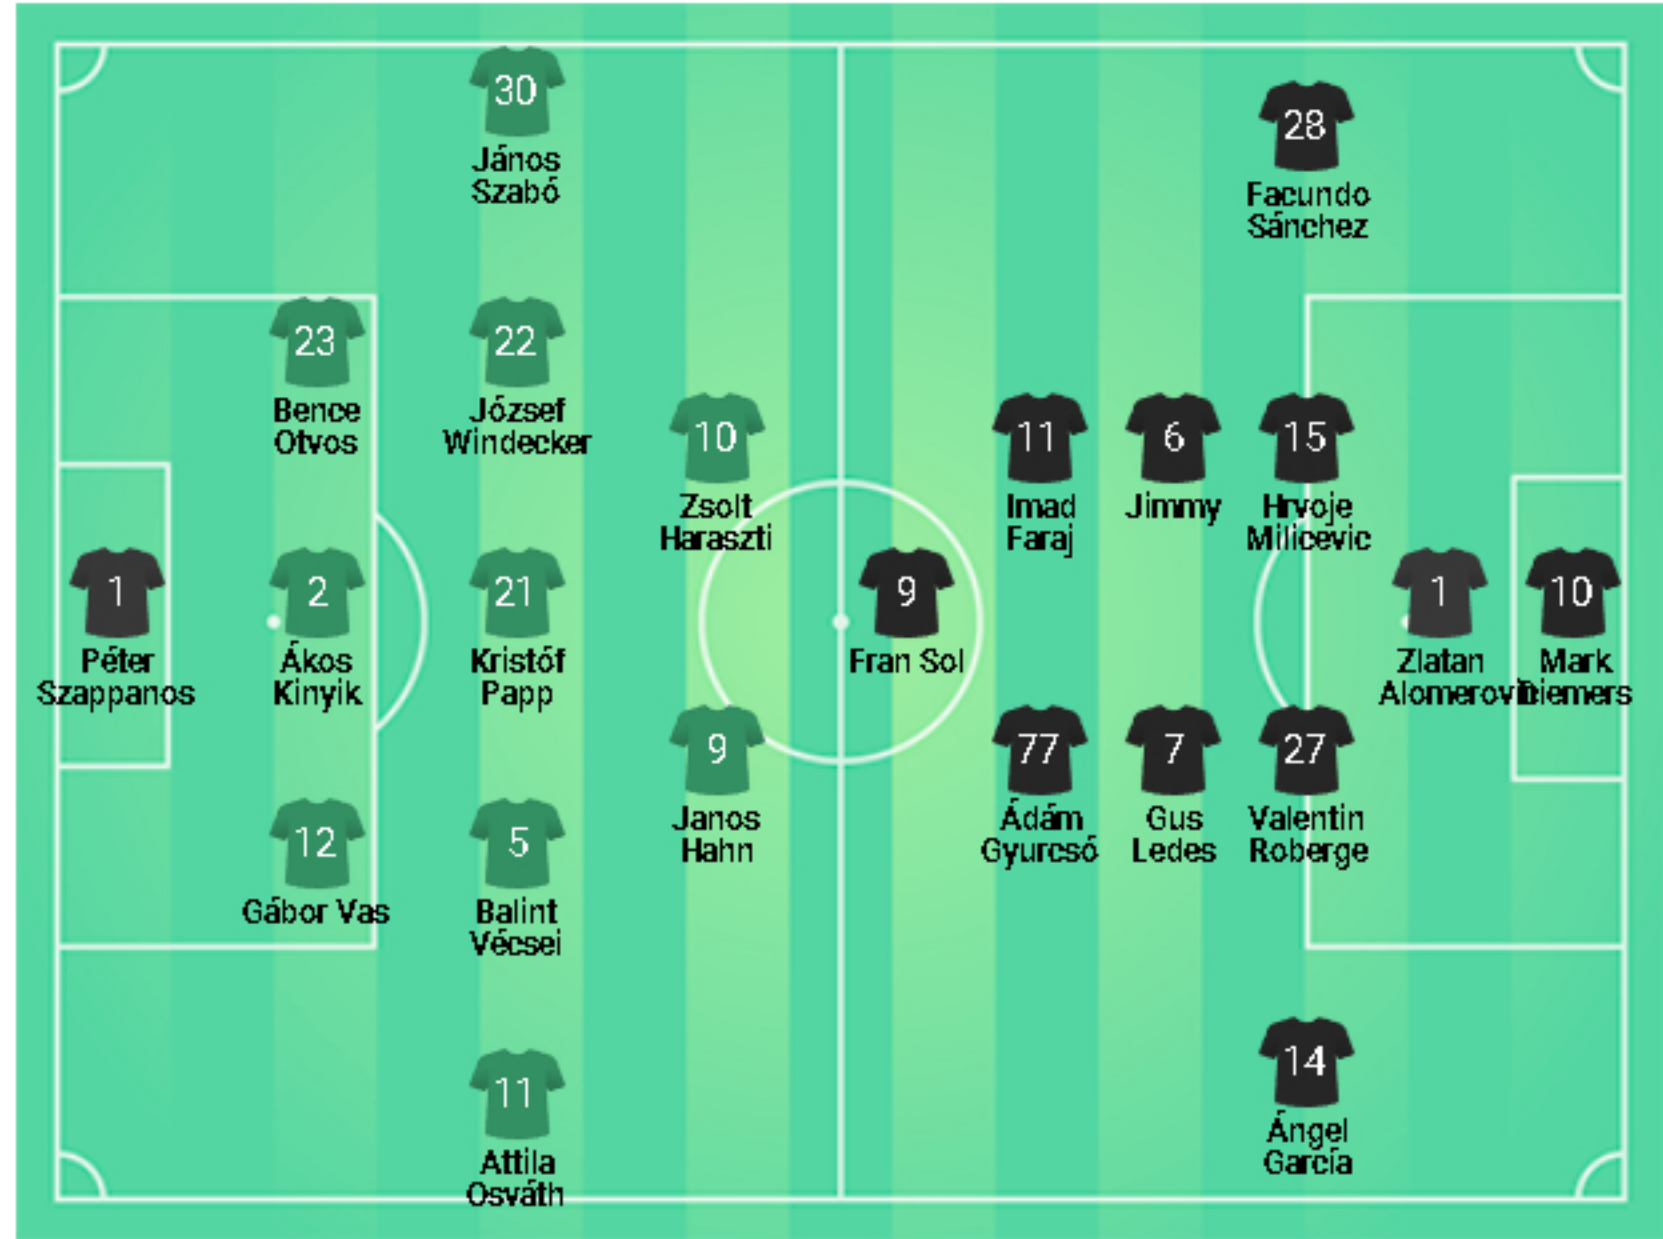 30
János
Szabó
28
Facundo
Sánchez
23
Bence
Otvos
22
József
Windecker
10
Zsolt
Haraszti
11
Imad
Faraj
6
Jimmy
15
Hrvoje
Milicevic
1
Péter
Szappanos
2
Ákos
Kinyik
21
Kristóf
Papp
9
Fran Sol
1
Zlatan
Alomerovic
10
Mark
Diemers
9
Janos
Hahn
77
Ádám
Gyurcsó
7
Gus
Ledes
27
Valentin
Roberge
12
Gábor Vas
5
Balint
Vécsei
11
Attila
Osváth
14
Ángel
García